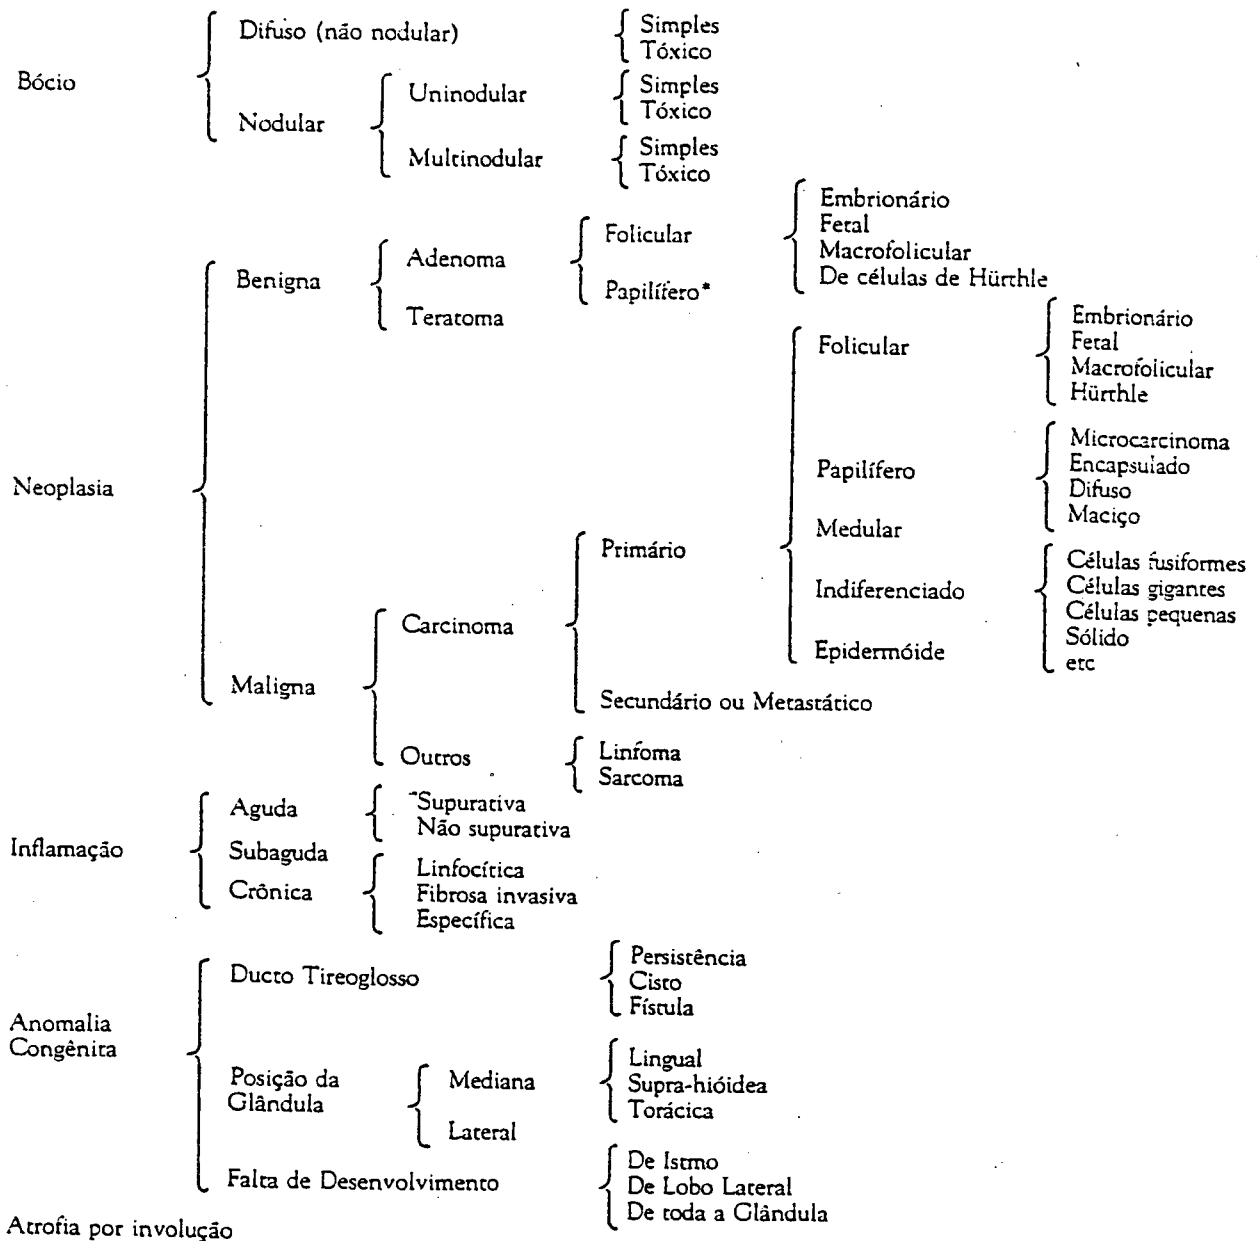 Bócio
Difuso (não nodular)
Simples
Tóxico
Nodular
Uninodular
Simples
Tóxico
Multinodular
Simples
Tóxico
Neoplasia
Benigna
Adenoma
Folicular
Embrionário
Fetal
Macrofolicular
De células de Hürthle
Papilífero*
Teratoma
Maligna
Carcinoma
Primário
Folicular
Embrionário
Fetal
Macrofolicular
Hürthle
Papilífero
Microcarcinoma
Encapsulado
Difuso
Maciço
Medular
Indiferenciado
Células fusiformes
Células gigantes
Células pequenas
Sólido
etc
Epidermóide
Secundário ou Metastático
Outros
Linfoma
Sarcoma
Inflamação
Aguda
Supurativa
Não supurativa
Subaguda
Crônica
Linfocítica
Fibrosa invasiva
Específica
Anomalia
Congênita
Ducto Tireoglosso
Persistência
Cisto
Fístula
Posição da
Glândula
Mediana
Lingual
Supra-hióidea
Torácica
Lateral
Falta de Desenvolvimento
De Istmo
De Lobo Lateral
De toda a Glândula
Atrofia por involução